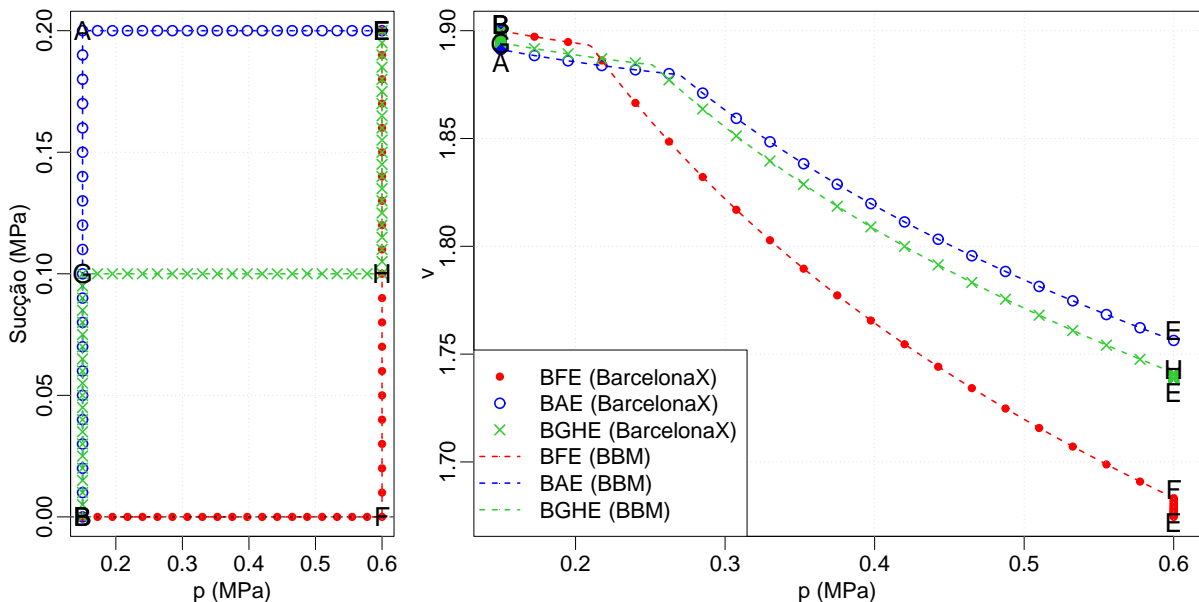 Sucção (MPa)
0.20
0.15
0.10
0.05
0.00
A
E
G
H
B
F
0.2
0.3
0.4
0.5
0.6
p (MPa)
v
1.90
1.85
1.80
1.75
1.70
B
G
A
E
H
E
F
E
BFE (BarcelonaX)
BAE (BarcelonaX)
BGHE (BarcelonaX)
BFE (BBM)
BAE (BBM)
BGHE (BBM)
0.2
0.3
0.4
0.5
0.6
p (MPa)